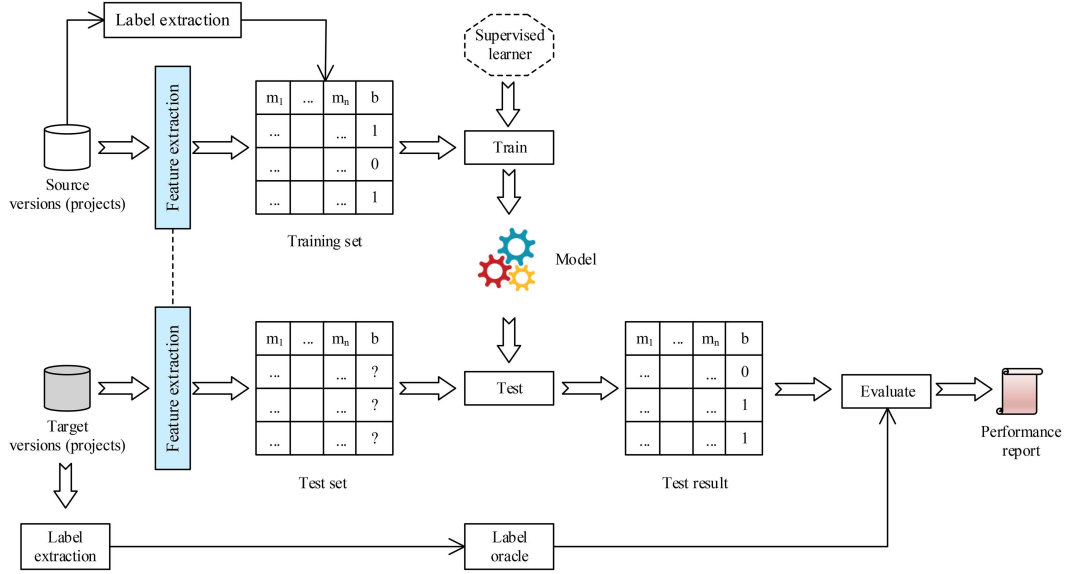 Label extraction
Supervised
learner
Feature extraction
m1 ... mn b
... ... 1
... ... 0
... ... 1
Train
Source
versions (projects)
Training set
Model
Feature extraction
m1 ... mn b
... ... ?
... ... ?
... ... ?
Test
m1 ... mn b
... ... 0
... ... 1
... ... 1
Evaluate
Target
versions (projects)
Performance
report
Test set
Test result
Label
extraction
Label
oracle